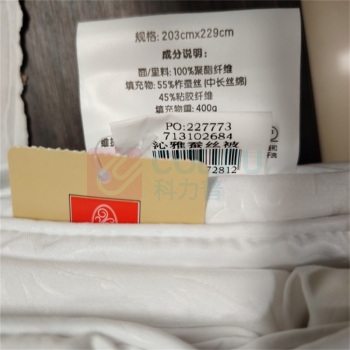 规格: 203cmx229cm
成分说明:
面/里料: 100%聚酯纤维
填充物: 55%柞蚕丝 (中长丝绵)
45%粘胶纤维
填充物重量: 400g
PO:227773
713102684
沁雅蚕丝被
72812
科力普